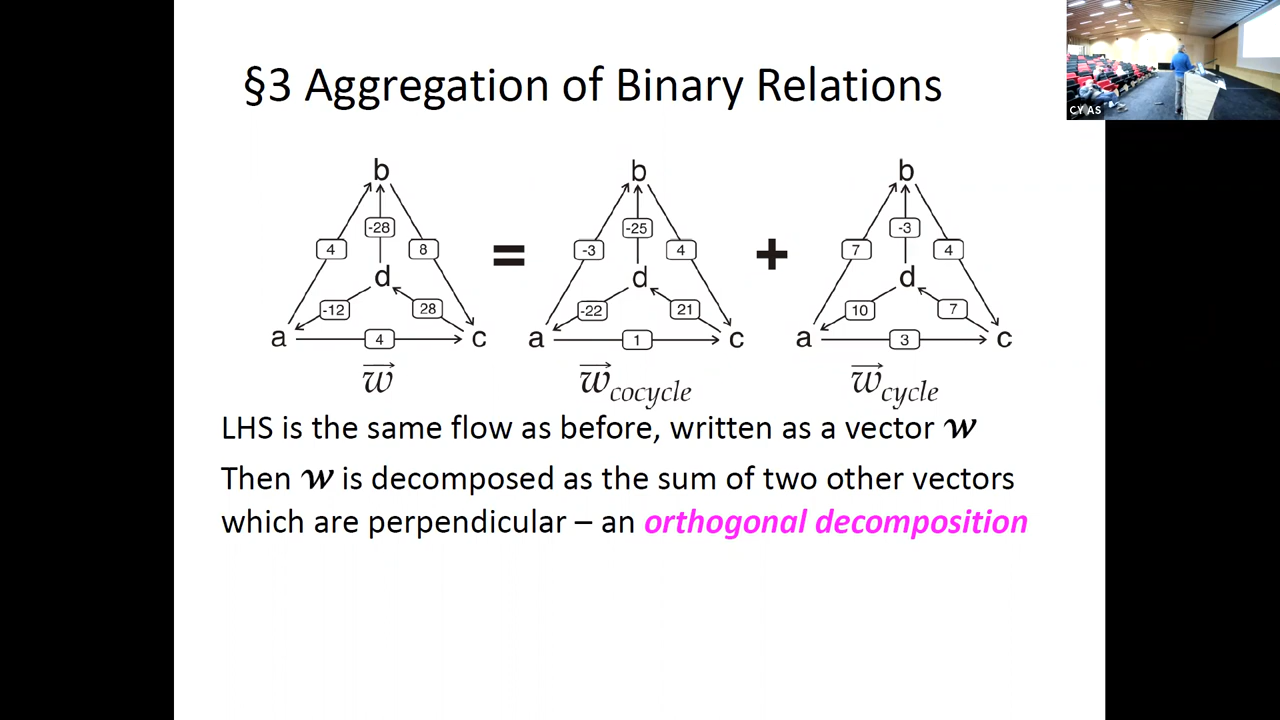 §3 Aggregation of Binary Relations
CY AS
b
4
-28
8
d
-12
28
a
4
c
w
=
b
-3
-25
4
d
-22
21
a
1
c
w cocycle
+
b
7
-3
4
d
10
7
a
3
c
w cycle
LHS is the same flow as before, written as a vector w
Then w is decomposed as the sum of two other vectors
which are perpendicular – an orthogonal decomposition